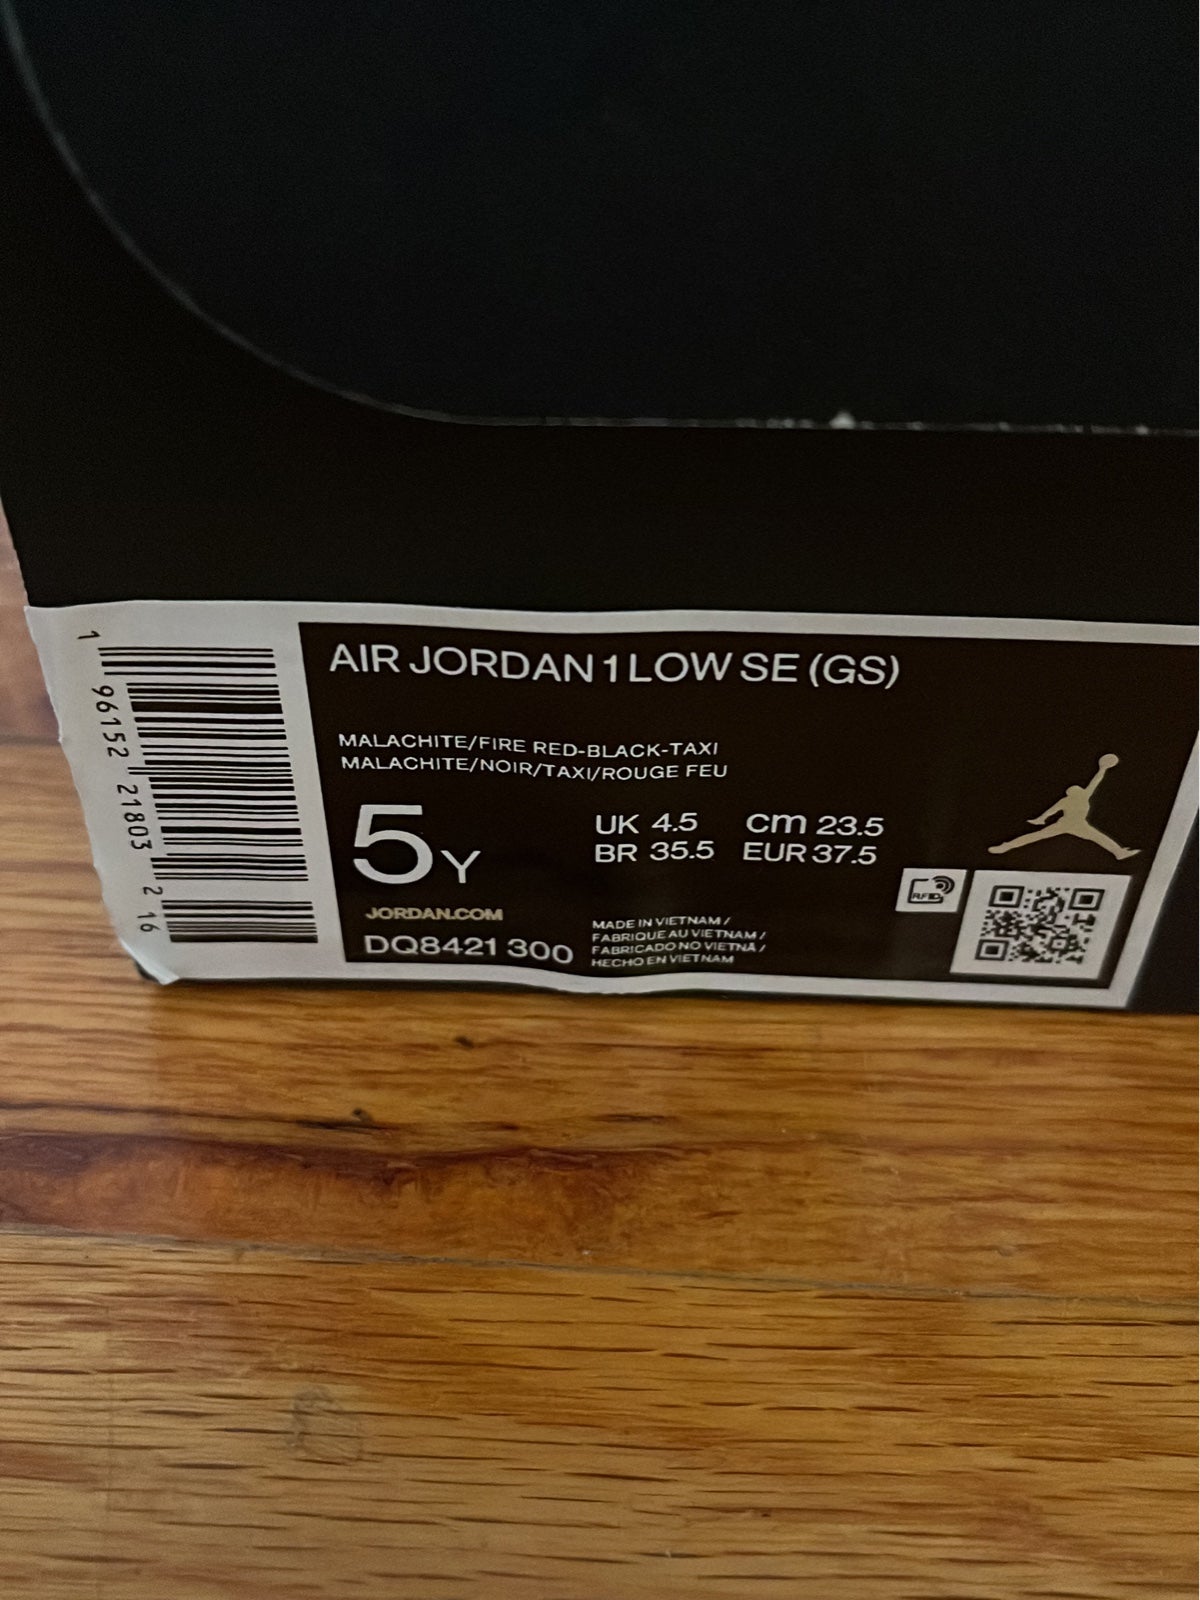 AIR JORDAN 1 LOW SE (GS)
MALACHITE/FIRE RED-BLACK-TAXI
MALACHITE/NOIR/TAXI/ROUGE FEU
5Y
UK 4.5 cm 23.5
BR 35.5 EUR 37.5
JORDAN.COM
DQ8421 300
MADE IN VIETNAM /
FABRIQUE AU VIETNAM /
FABRICADO NO VIETNÃ /
HECHO EN VIETNAM
RFID
1 96152 21803 2 16